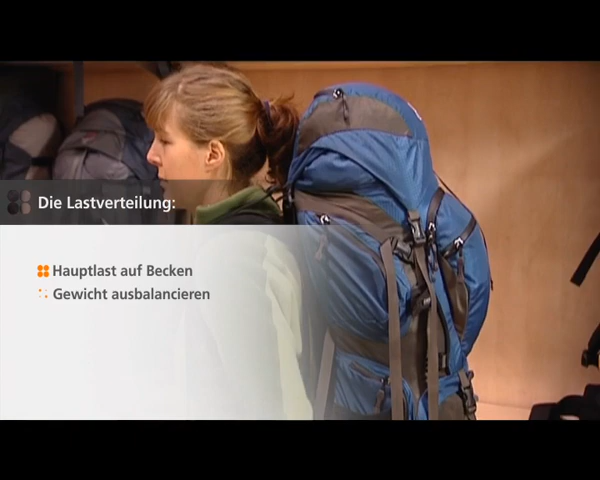 Die Lastverteilung:
Hauptlast auf Becken
Gewicht ausbalancieren